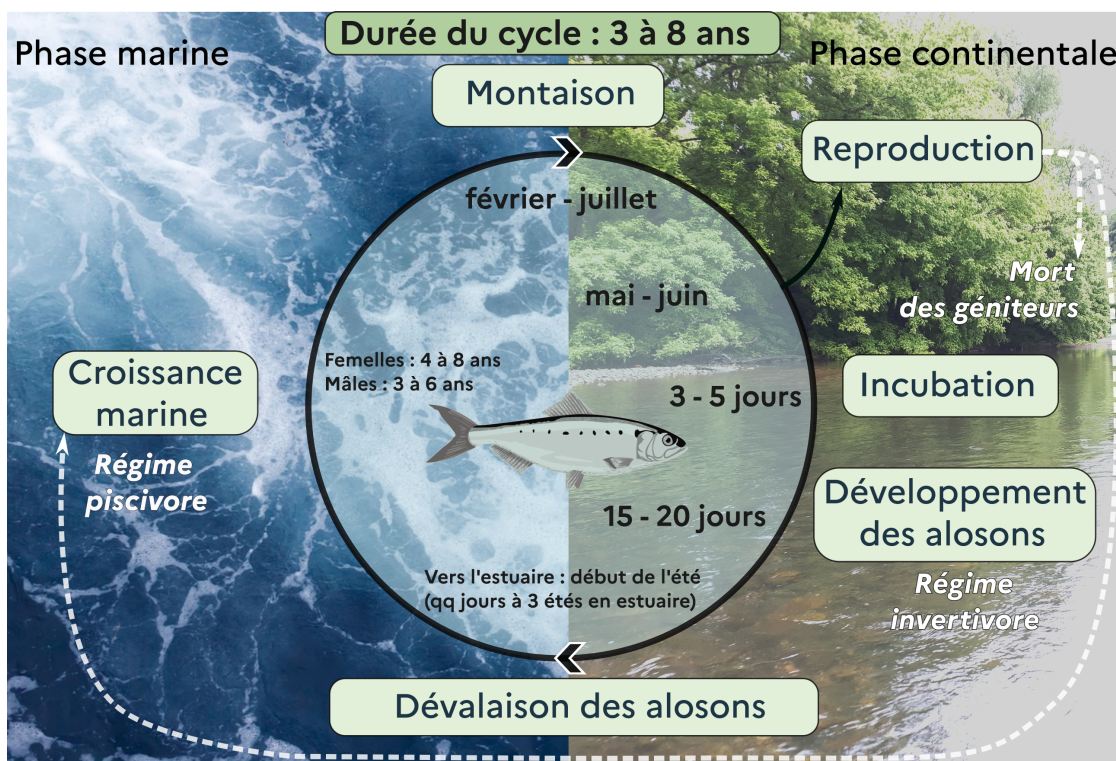 Durée du cycle : 3 à 8 ans
Phase marine
Phase continentale
Montaison
Reproduction
février - juillet
Mort
des géniteurs
mai - juin
Femelles : 4 à 8 ans
Mâles : 3 à 6 ans
Croissance
marine
Régime
piscivore
3 - 5 jours
Incubation
15 - 20 jours
Développement
des alosons
Régime
invertivore
Vers l'estuaire : début de l'été
(qq jours à 3 étés en estuaire)
Dévalaison des alosons